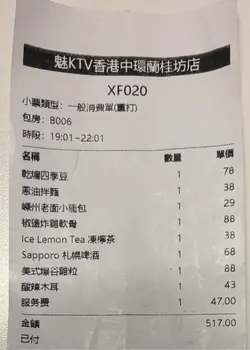 魅KTV香港中環蘭桂坊店
XF020
小票類型：一般消費單(重打)
包房：B006
時段：19:01~22:01
名稱 數量 單價
乾煸四季豆 1 78
蔥油拌麵 1 38
嵊州老面小籠包 1 29
椒鹽炸雞軟骨 1 88
Ice Lemon Tea 凍檸茶 1 38
Sapporo 札幌啤酒 1 68
美式爆谷雞粒 1 88
酸辣木耳 1 43
服务费 1 47.00
金額 517.00
已付